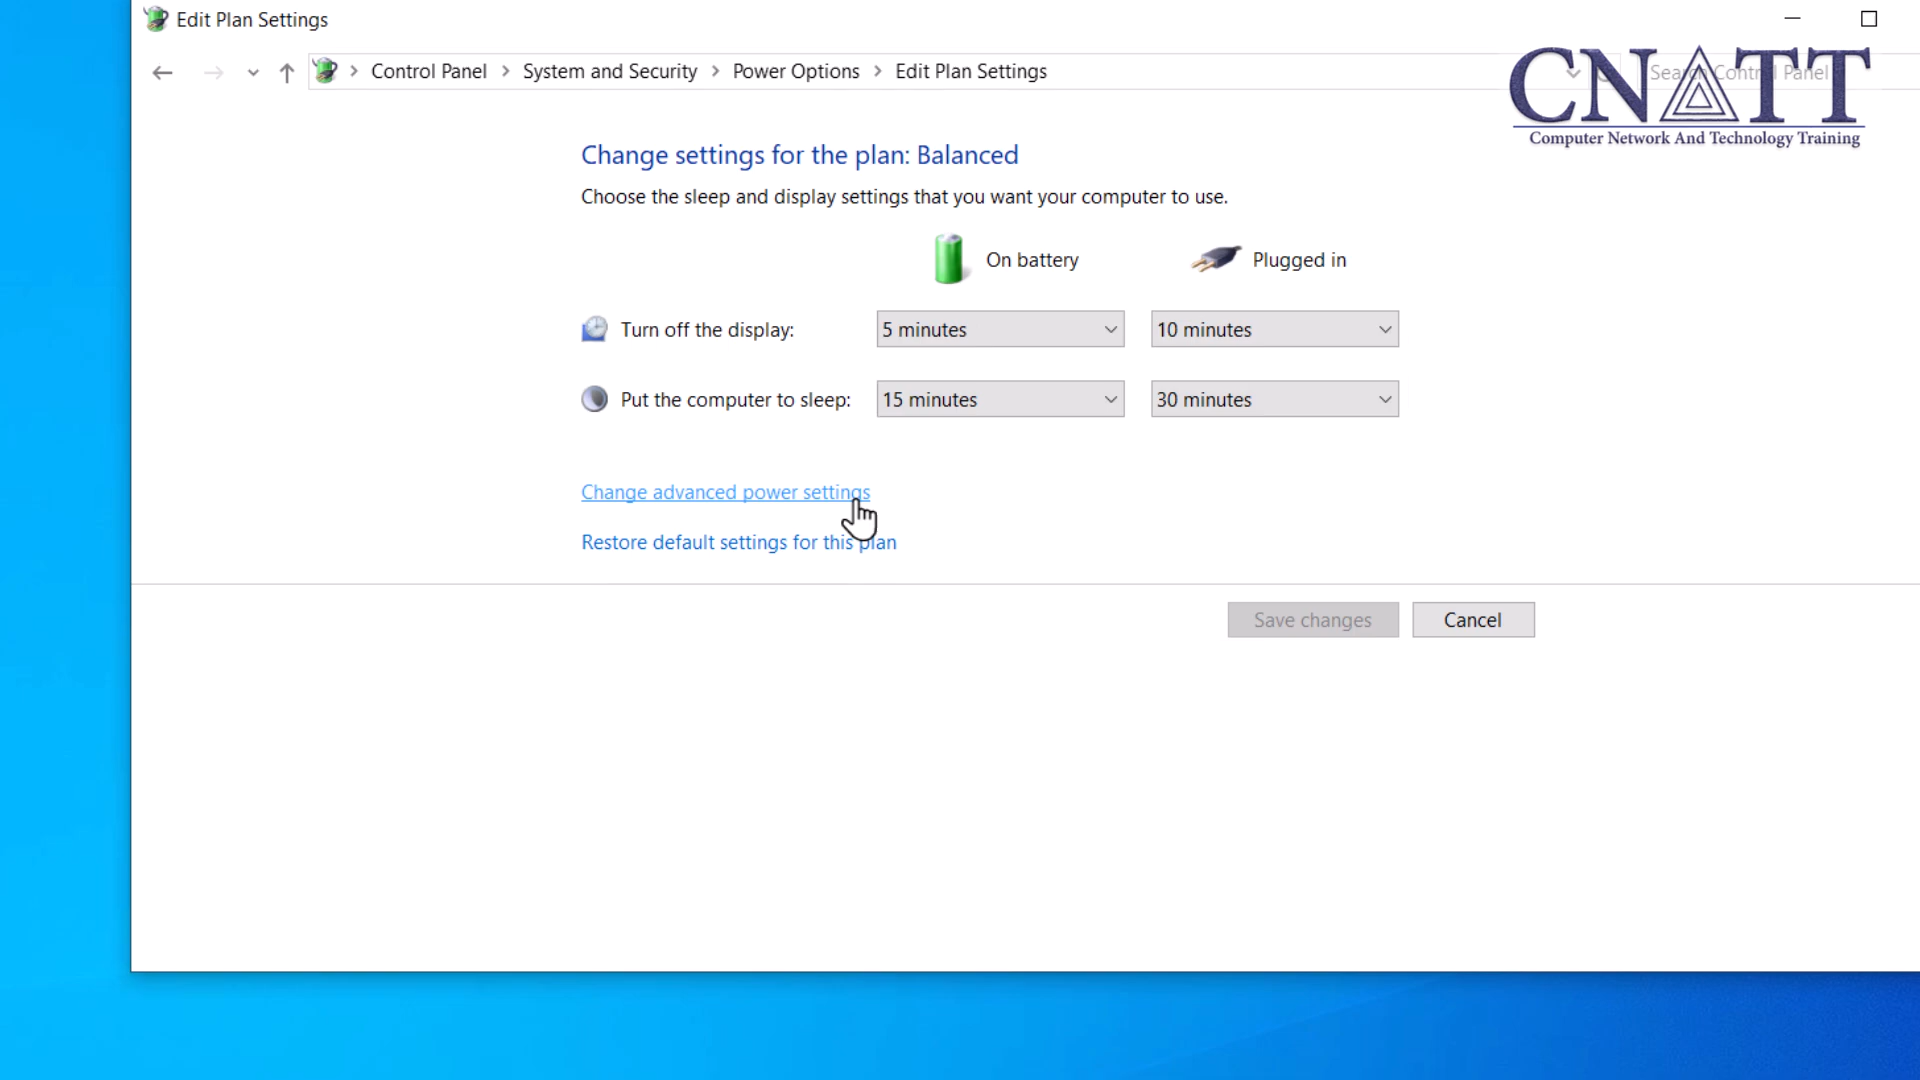 Edit Plan Settings
Control Panel > System and Security > Power Options > Edit Plan Settings
Search Control Panel
CNATT
Computer Network And Technology Training
Change settings for the plan: Balanced
Choose the sleep and display settings that you want your computer to use.
On battery Plugged in
Turn off the display: 5 minutes 10 minutes
Put the computer to sleep: 15 minutes 30 minutes
Change advanced power settings
Restore default settings for this plan
Save changes Cancel